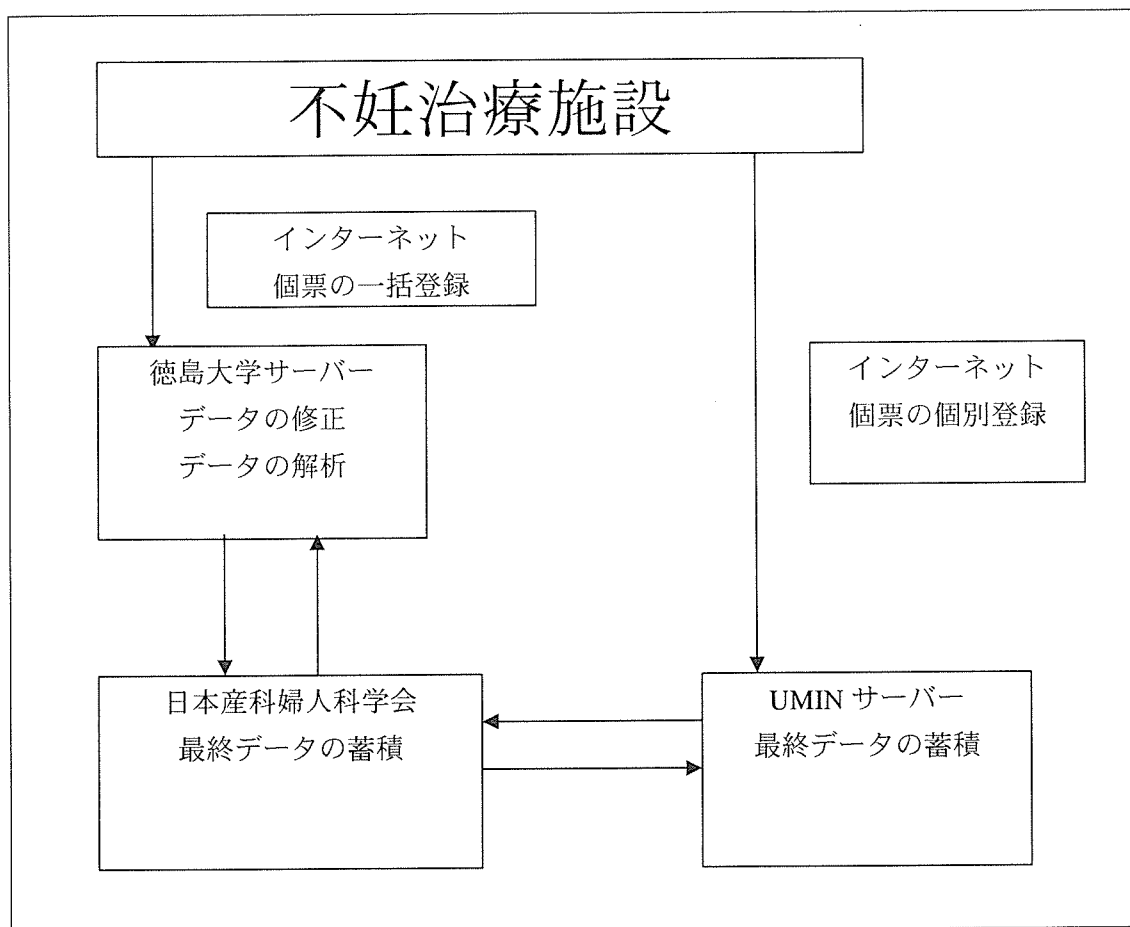 不妊治療施設
インターネット
個票の一括登録
徳島大学サーバー
データの修正
データの解析
インターネット
個票の個別登録
日本産科婦人科学会
最終データの蓄積
UMIN サーバー
最終データの蓄積